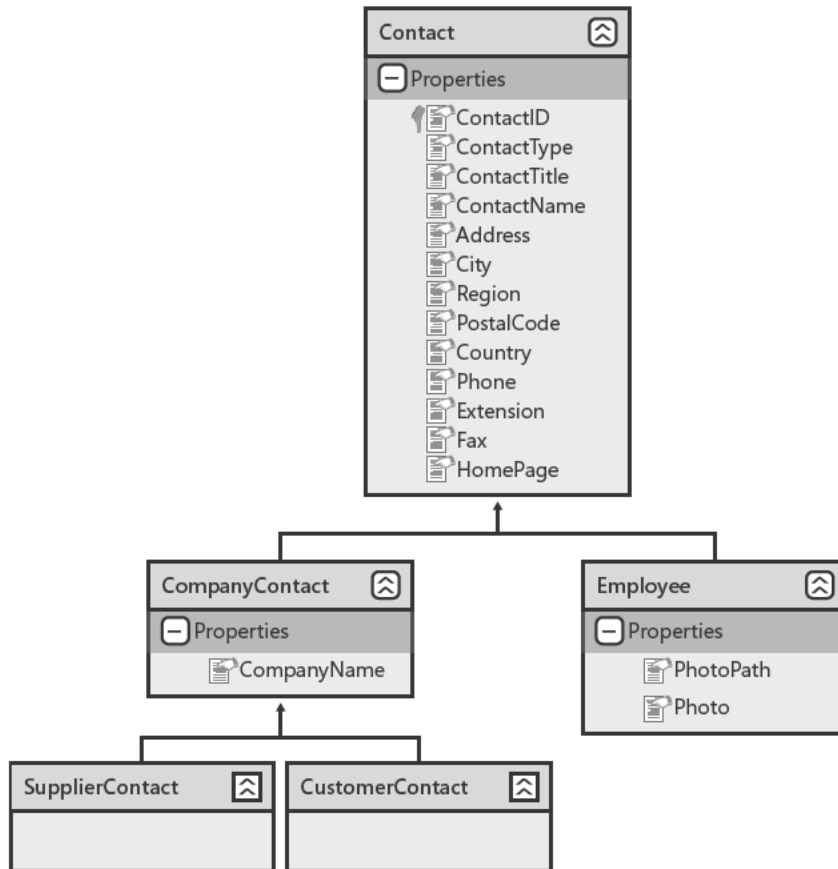 Contact
Properties
ContactID
ContactType
ContactTitle
ContactName
Address
City
Region
PostalCode
Country
Phone
Extension
Fax
HomePage
CompanyContact
Properties
CompanyName
Employee
Properties
PhotoPath
Photo
SupplierContact
CustomerContact